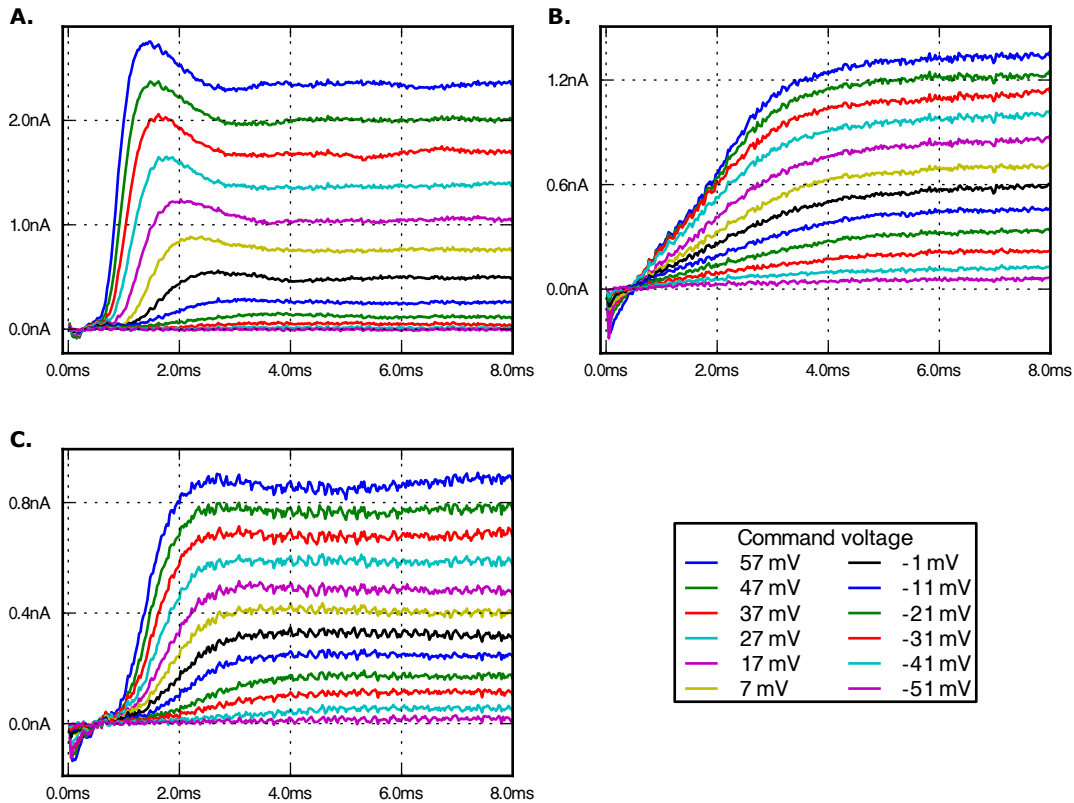 A.
2.0nA
1.0nA
0.0nA
0.0ms 2.0ms 4.0ms 6.0ms 8.0ms
B.
1.2nA
0.6nA
0.0nA
0.0ms 2.0ms 4.0ms 6.0ms 8.0ms
C.
0.8nA
0.4nA
0.0nA
0.0ms 2.0ms 4.0ms 6.0ms 8.0ms
Command voltage
57 mV -1 mV
47 mV -11 mV
37 mV -21 mV
27 mV -31 mV
17 mV -41 mV
7 mV -51 mV